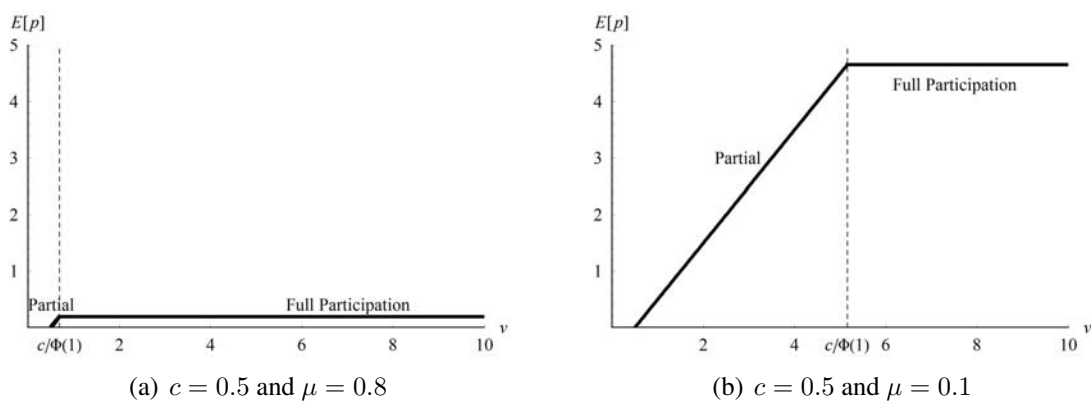 E[p]
5
4
3
2
1
Partial
Full Participation
c/Φ(1)
2
4
6
8
10
v
(a) c = 0.5 and μ = 0.8
E[p]
5
4
3
2
1
Full Participation
Partial
2
4
c/Φ(1)
6
8
10
v
(b) c = 0.5 and μ = 0.1